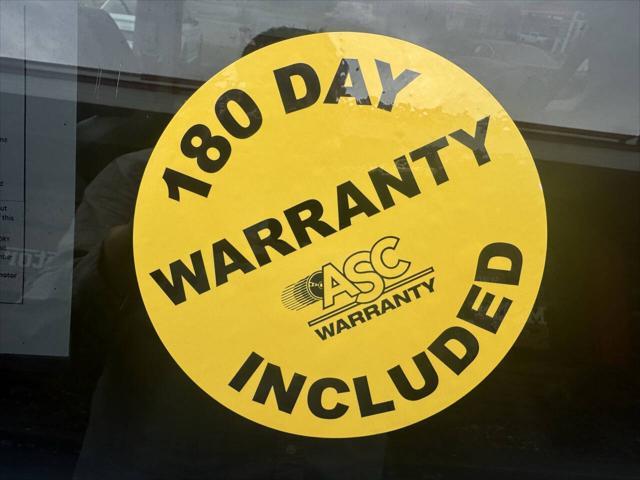 180 DAY
WARRANTY
ASC
WARRANTY
INCLUDED